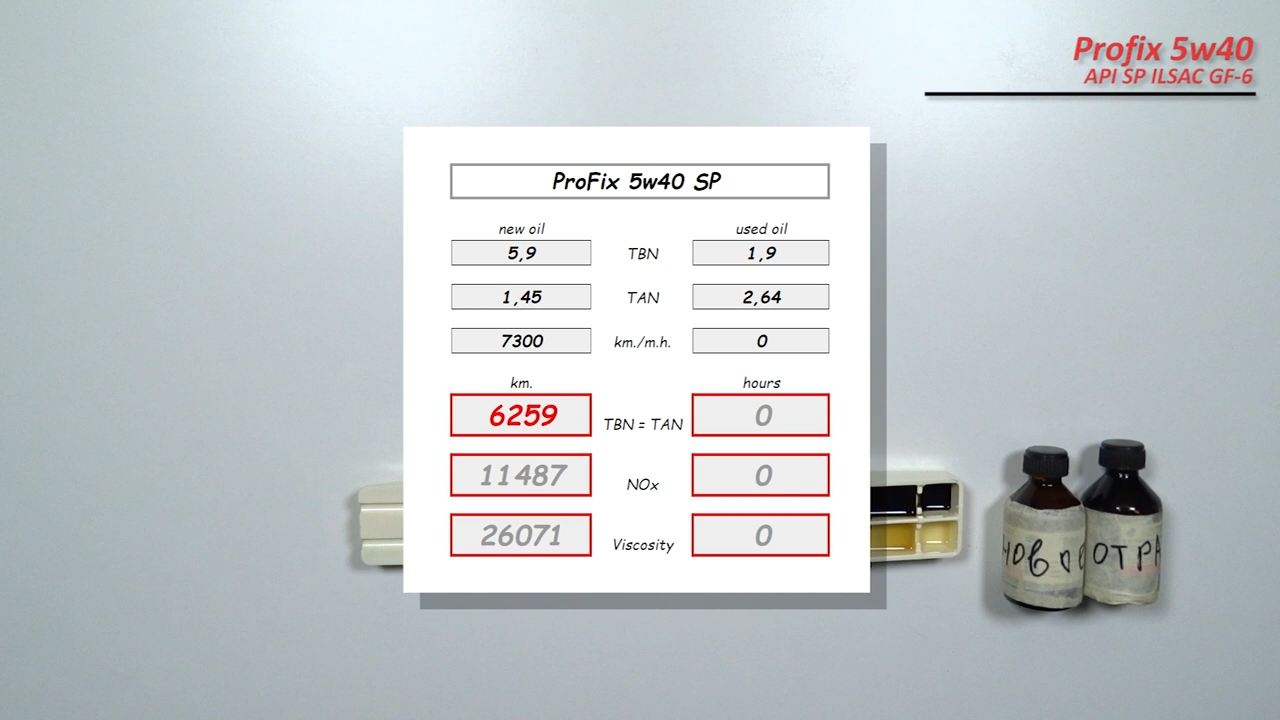 Profix 5w40
API SP ILSAC GF-6
ProFix 5w40 SP
new oil used oil
5,9 TBN 1,9
1,45 TAN 2,64
7300 km./m.h. 0
km. hours
6259 TBN = TAN 0
11487 NOx 0
26071 Viscosity 0
НОВОЕ ОТРА